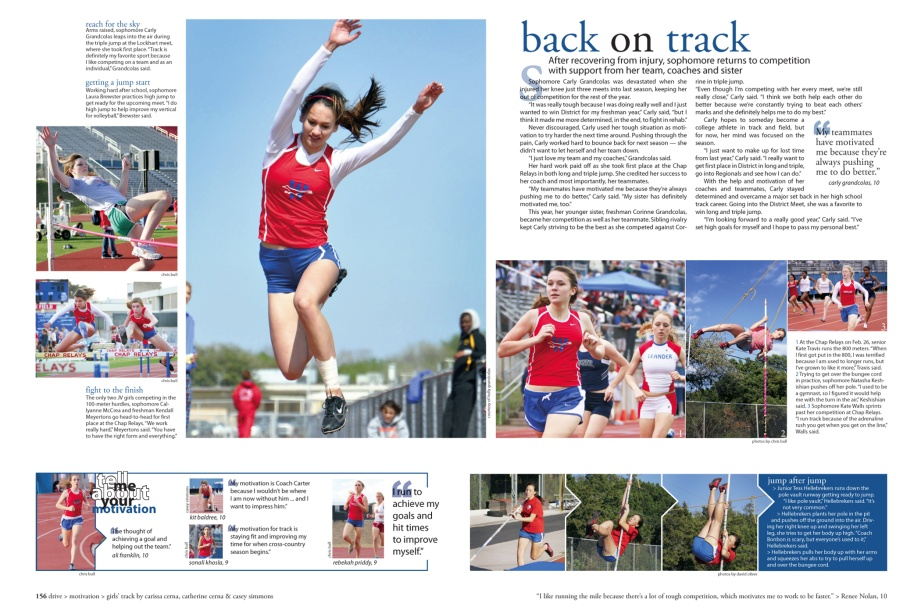 reach for the sky
Arms raised, sophomore Carly
Grandcolas leaps into the air during
the triple jump at the Lockhart meet,
where she took first place. "Track is
definitely my favorite sport because
I like competing on a team and as an
individual," Grandcolas said.
getting a jump start
Working hard after school, sophomore
Laura Brewster practices high jump to
get ready for the upcoming meet. "I do
high jump to help improve my vertical
for volleyball," Brewster said.
chris hull
CHAP RELAYS
CHAP RELAYS
chris hull
fight to the finish
The only two JV girls competing in the
100-meter hurdles, sophomore Cal-
lyanne McCrea and freshman Kendall
Meyertons go head-to-head for first
place at the Chap Relays. "We work
really hard," Meyertons said. "You have
to have the right form and everything."
back on track
After recovering from injury, sophomore returns to competition
with support from her team, coaches and sister
Sophomore Carly Grandcolas was devastated when she
injured her knee just three meets into last season, keeping her
out of competition for the rest of the year.
"It was really tough because I was doing really well and I just
wanted to win District for my freshman year," Carly said, "but I
think it made me more determined, in the end, to fight in rehab."
Never discouraged, Carly used her tough situation as moti-
vation to try harder the next time around. Pushing through the
pain, Carly worked hard to bounce back for next season — she
didn't want to let herself and her team down.
"I just love my team and my coaches," Grandcolas said.
Her hard work paid off as she took first place at the Chap
Relays in both long and triple jump. She credited her success to
her coach and most importantly, her teammates.
"My teammates have motivated me because they're always
pushing me to do better," Carly said. "My sister has definitely
motivated me, too."
This year, her younger sister, freshman Corinne Grandcolas,
became her competition as well as her teammate. Sibling rivalry
kept Carly striving to be the best as she competed against Cor-
rine in triple jump.
"Even though I'm competing with her every meet, we're still
really close," Carly said. "I think we both help each other do
better because we're constantly trying to beat each others'
marks and she definitely helps me to do my best."
Carly hopes to someday become a
college athlete in track and field, but
for now, her mind was focused on the
season.
"I just want to make up for lost time
from last year," Carly said. "I really want to
get first place in District in long and triple,
go into Regionals and see how I can do."
With the help and motivation of her
coaches and teammates, Carly stayed
determined and overcame a major set back in her high school
track career. Going into the District Meet, she was a favorite to
win long and triple jump.
"I'm looking forward to a really good year," Carly said. "I've
set high goals for myself and I hope to pass my personal best."
"My teammates
have motivated
me because they're
always pushing
me to do better."
carly grandcolas, 10
LEANDER
1
2
3
photos by chris hull
1 At the Chap Relays on Feb. 26, senior
Kate Travis runs the 800 meters. "When
I first got put in the 800, I was terrified
because I am used to longer runs, but
I've grown to like it more," Travis said.
2 Trying to get over the bungee cord
in practice, sophomore Natasha Kesh-
ishian pushes off her pole. "I used to be
a gymnast, so I figured it would help
me with the turn in the air," Keshishian
said. 3 Sophomore Kate Walls sprints
past her competition at Chap Relays.
"I run track because of the adrenaline
rush you get when you get on the line,"
Walls said.
tell
me
about
your
motivation
"The thought of
achieving a goal and
helping out the team."
ali franklin, 10
chris hull
kit baldree, 10
"My motivation is Coach Carter
because I wouldn't be where
I am now without him ... and I
want to impress him."
sonali khosla, 9
"My motivation for track is
staying fit and improving my
time for when cross-country
season begins."
rebekah priddy, 9
"I run to
achieve my
goals and
hit times
to improve
myself."
jump after jump
> Junior Tess Hellebrekers runs down the
pole vault runway getting ready to jump.
"I like pole vault," Hellebrekers said. "It's
not very common."
> Hellebrekers plants her pole in the pit
and pushes off the ground into the air. Driv-
ing her right knee up and swinging her left
leg, she tries to get her body up high. "Coach
Bonbon is scary, but everyone's used to it,"
Hellebrekers said.
> Hellebrekers pulls her body up with her arms
and squeezes her abs to try to pull herself up
and over the bungee cord.
156 drive > motivation > girls' track by carissa cerna, catherine cerna & casey simmons
"I like running the mile because there's a lot of tough competition, which motivates me to work to be faster." > Renee Nolan, 10